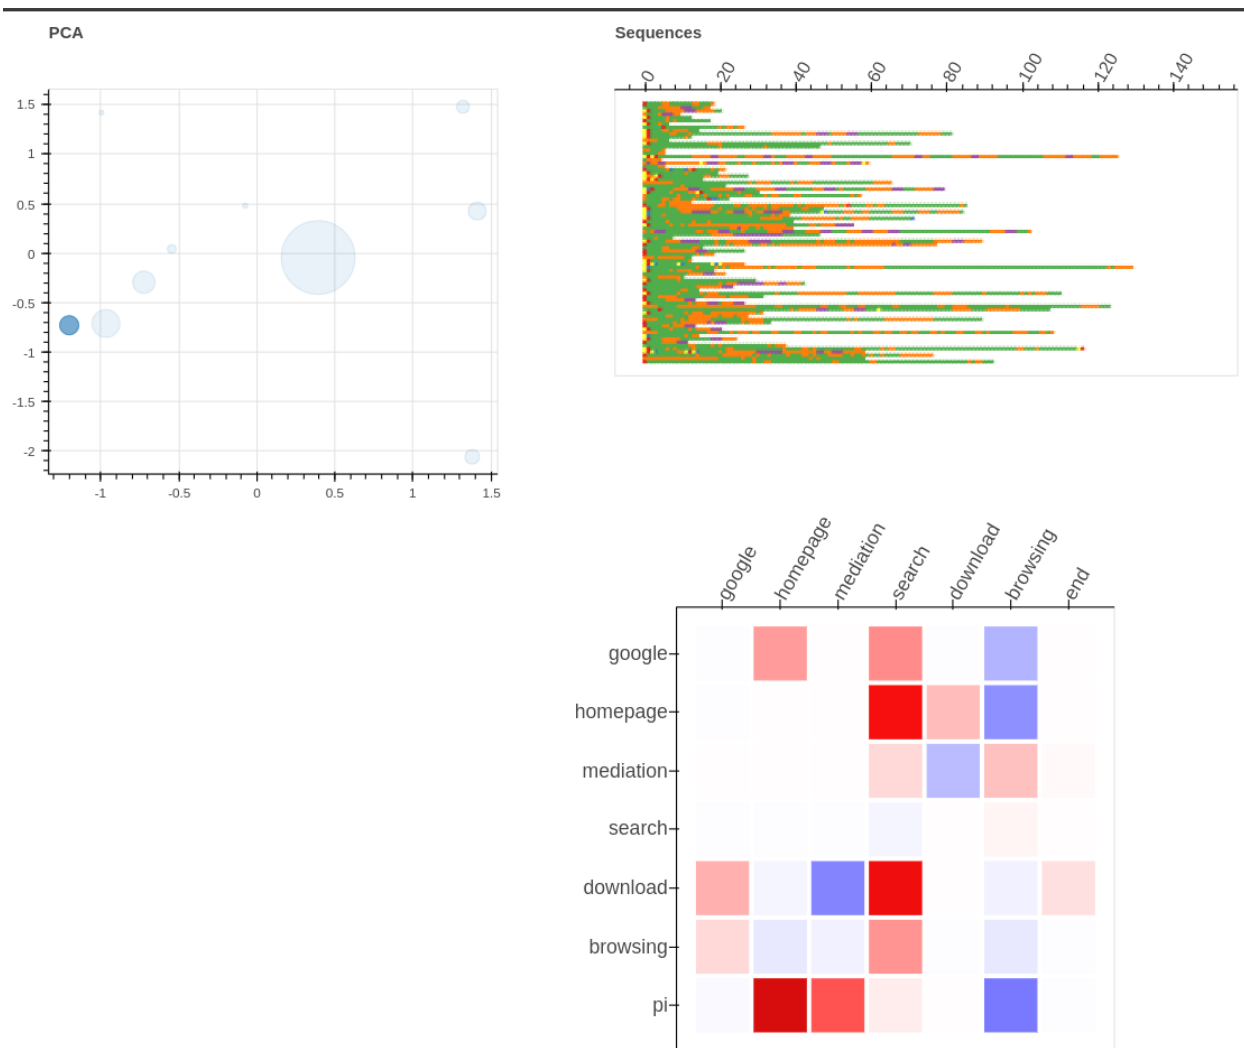 PCA
1.5
1
0.5
0
-0.5
-1
-1.5
-2
-1 -0.5 0 0.5 1 1.5
Sequences
0 20 40 60 80 100 120 140
google homepage mediation search download browsing end
google
homepage
mediation
search
download
browsing
pi